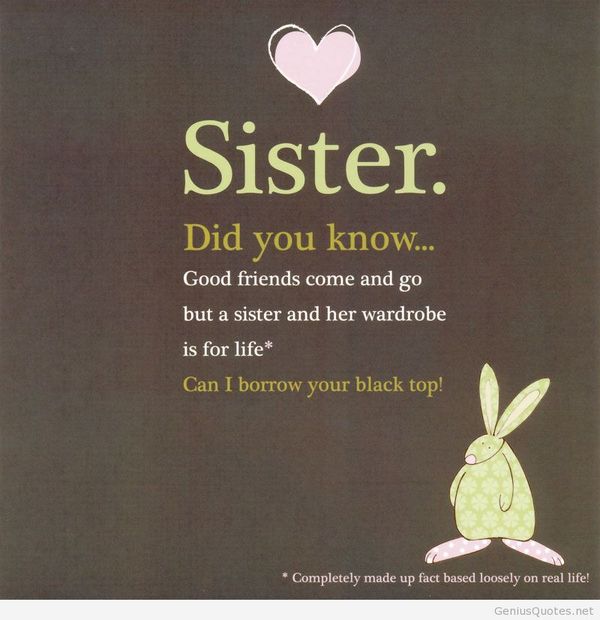 Sister.
Did you know...
Good friends come and go
but a sister and her wardrobe
is for life*
Can I borrow your black top!
* Completely made up fact based loosely on real life!
GeniusQuotes.net